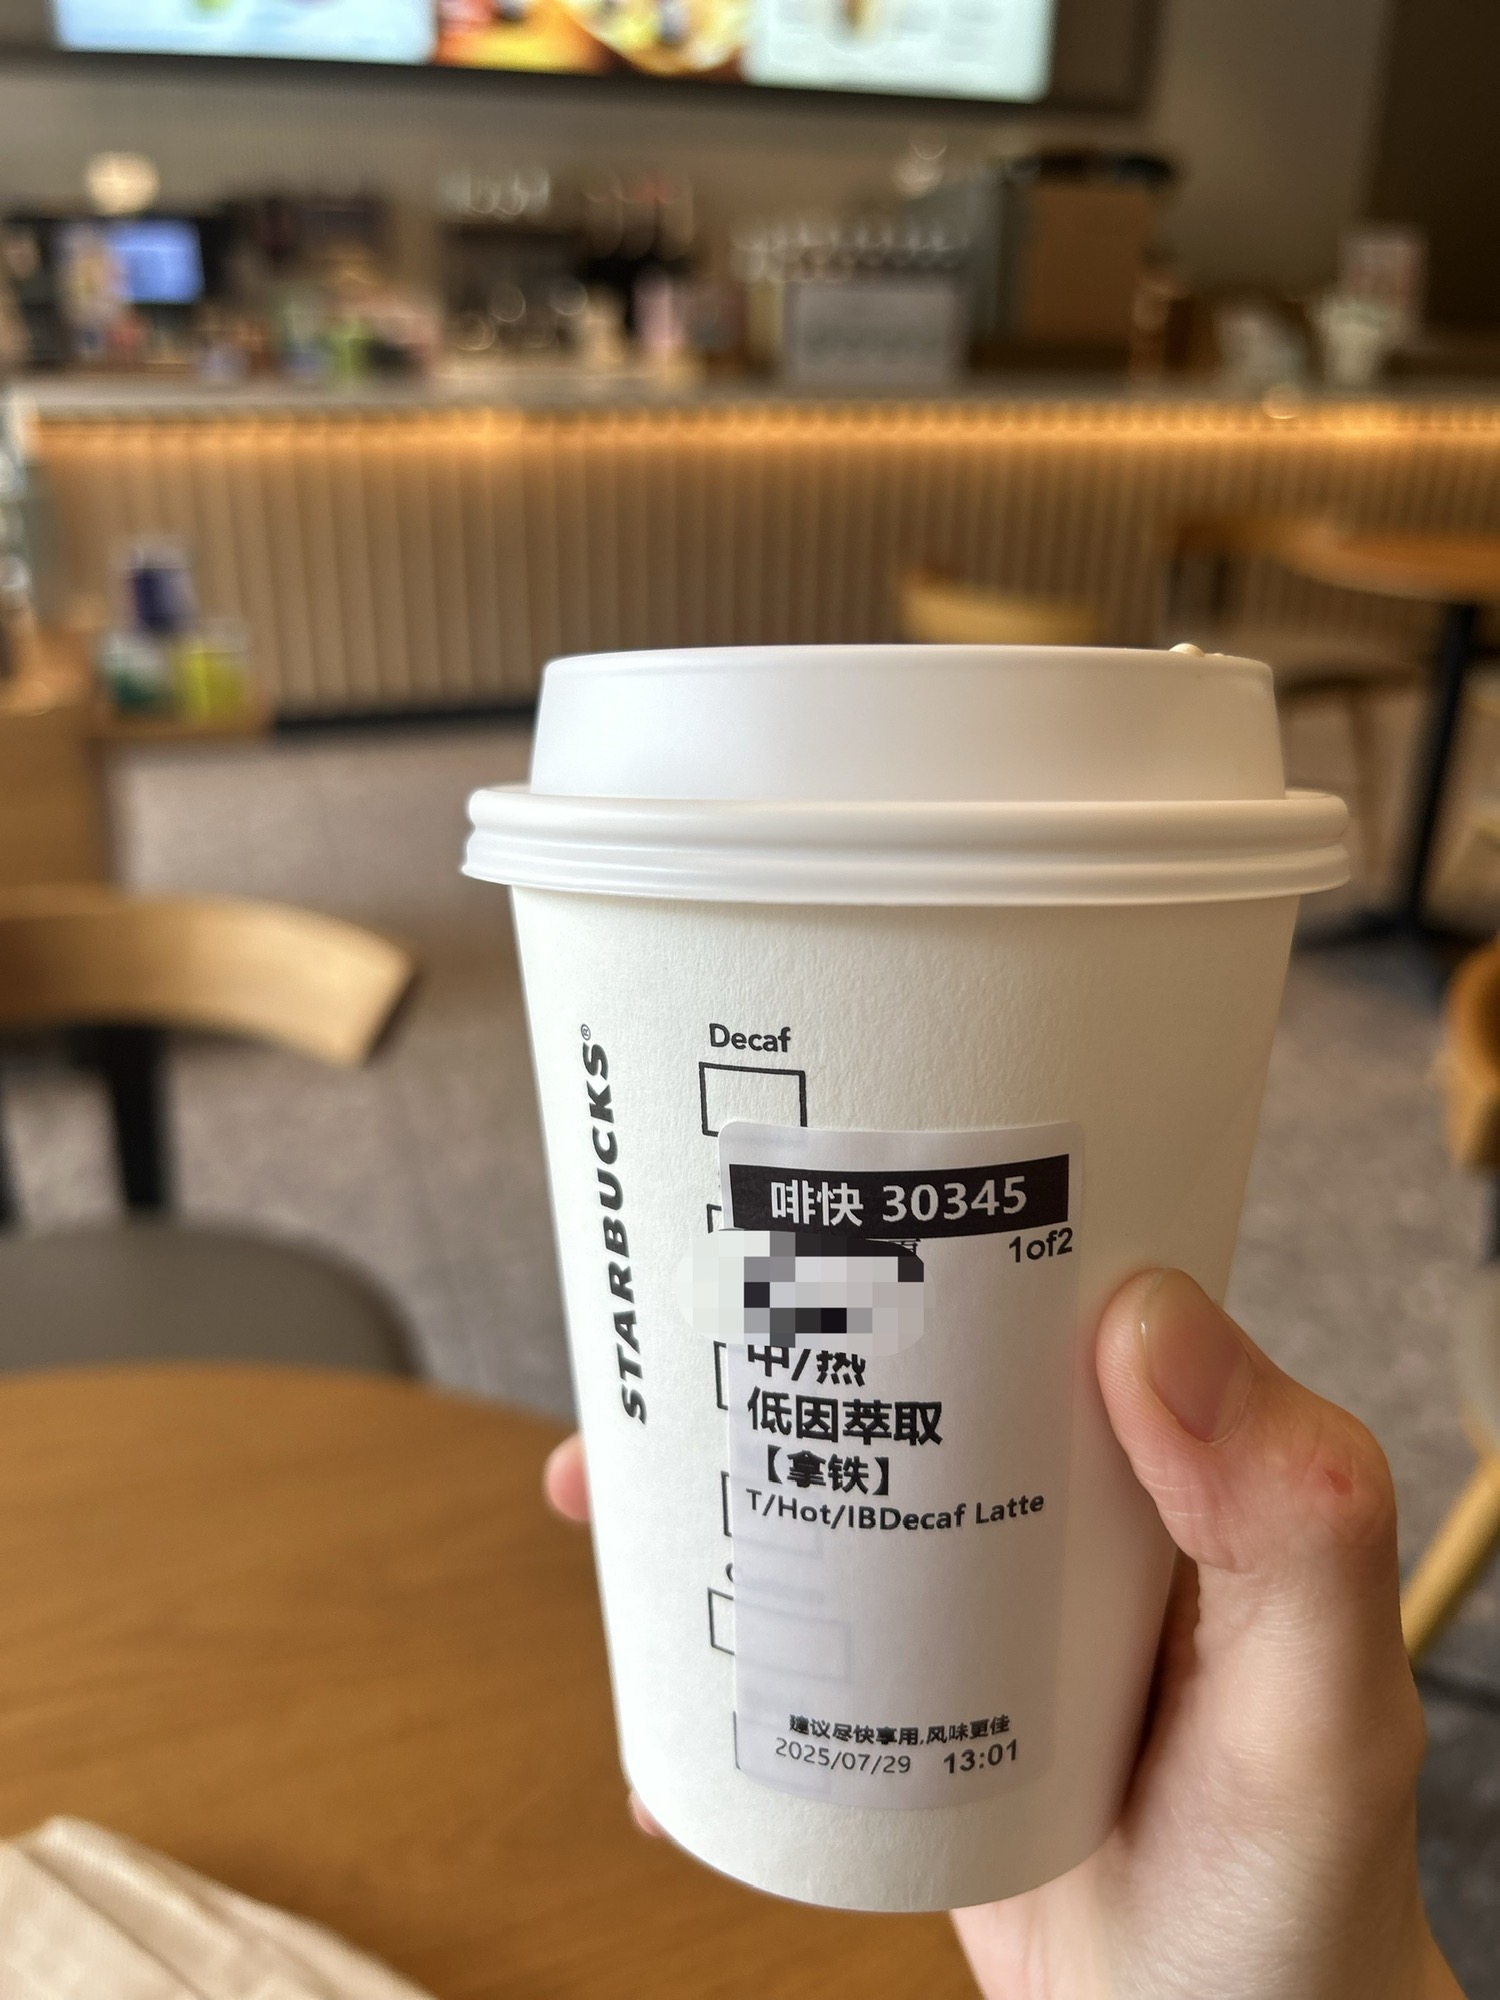 STARBUCKS®
Decaf
啡快 30345
1of2
中/热
低因萃取
【拿铁】
T/Hot/IBDecaf Latte
建议尽快享用,风味更佳
2025/07/29 13:01